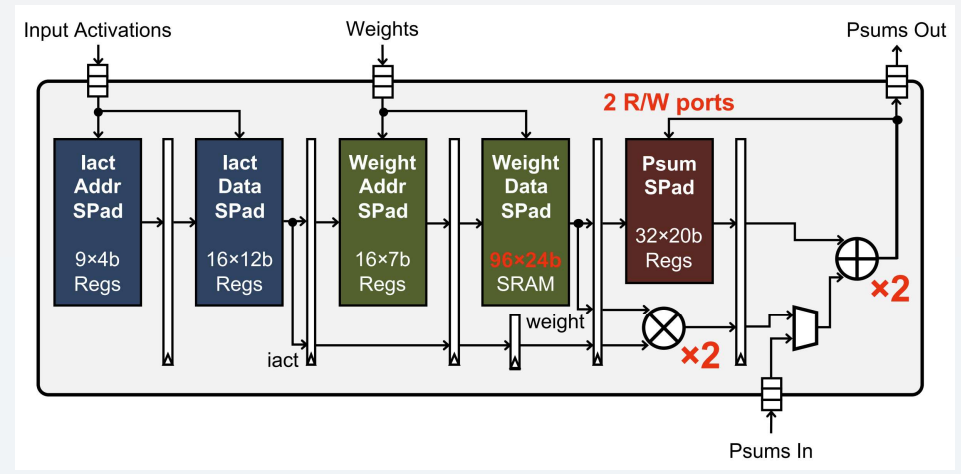 Input Activations
Weights
Psums Out
2 R/W ports
Iact
Addr
SPad
9×4b
Regs
Iact
Data
SPad
16×12b
Regs
Weight
Addr
SPad
16×7b
Regs
Weight
Data
SPad
96×24b
SRAM
Psum
SPad
32×20b
Regs
×2
weight
×2
iact
Psums In